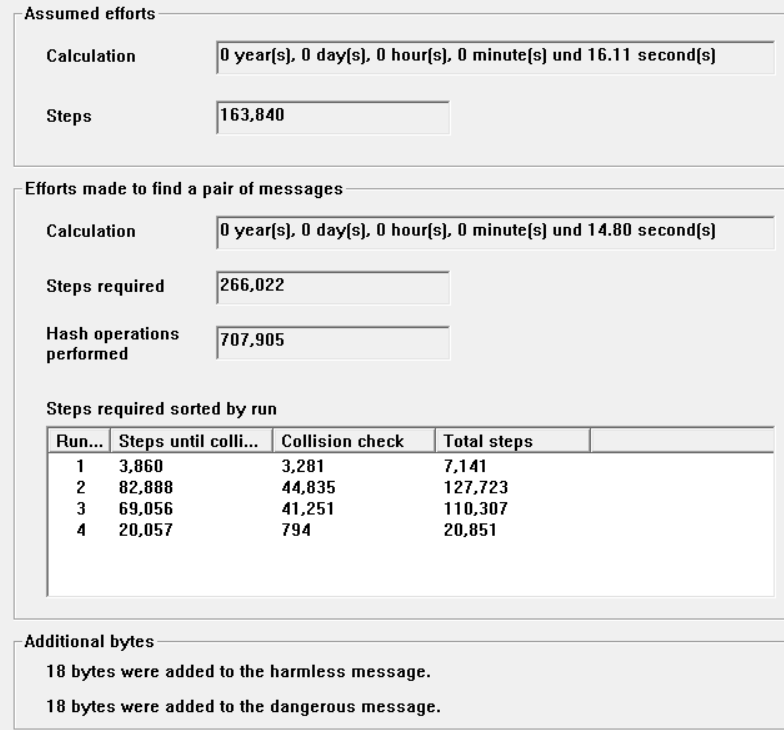 Assumed efforts
Calculation 0 year(s), 0 day(s), 0 hour(s), 0 minute(s) und 16.11 second(s)
Steps 163,840
Efforts made to find a pair of messages
Calculation 0 year(s), 0 day(s), 0 hour(s), 0 minute(s) und 14.80 second(s)
Steps required 266,022
Hash operations
performed 707,905
Steps required sorted by run
Run... Steps until colli... Collision check Total steps
1 3,860 3,281 7,141
2 82,888 44,835 127,723
3 69,056 41,251 110,307
4 20,057 794 20,851
Additional bytes
18 bytes were added to the harmless message.
18 bytes were added to the dangerous message.